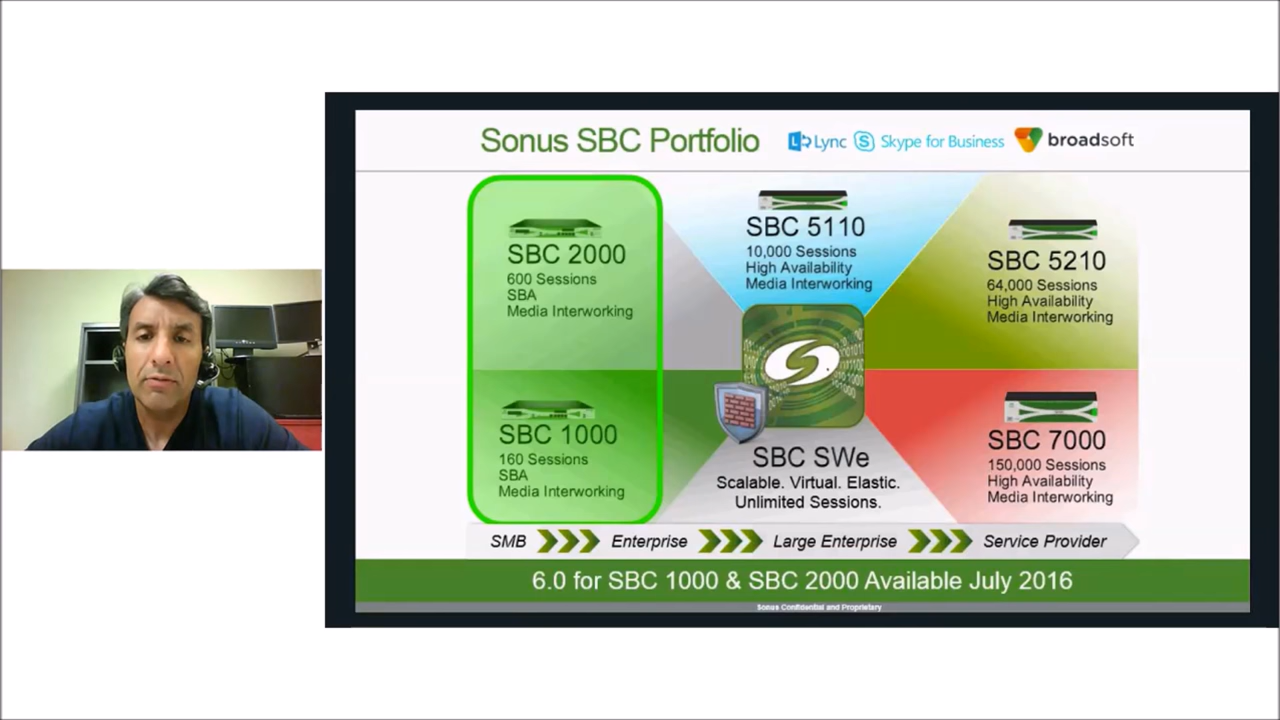 Sonus SBC Portfolio
Lync
Skype for Business
broadsoft
SBC 2000
600 Sessions
SBA
Media Interworking
SBC 5110
10,000 Sessions
High Availability
Media Interworking
SBC 5210
64,000 Sessions
High Availability
Media Interworking
SBC 1000
160 Sessions
SBA
Media Interworking
SBC SWe
Scalable. Virtual. Elastic.
Unlimited Sessions.
SBC 7000
150,000 Sessions
High Availability
Media Interworking
SMB
Enterprise
Large Enterprise
Service Provider
6.0 for SBC 1000 & SBC 2000 Available July 2016
Sonus Confidential and Proprietary